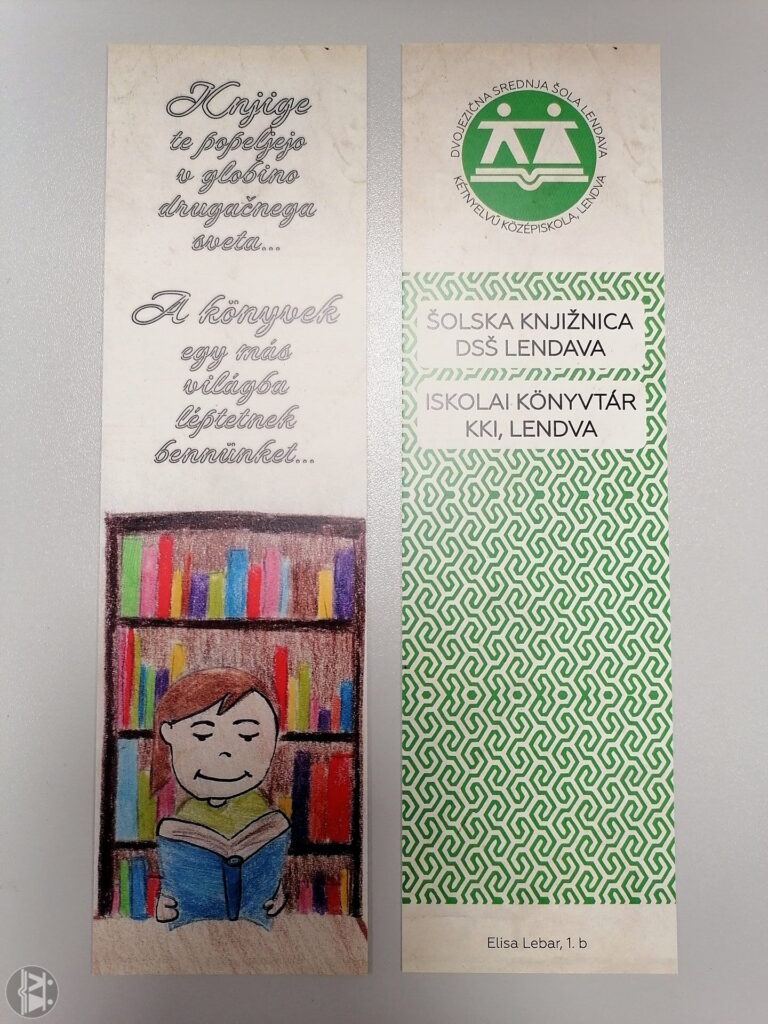 Knjige
te popeljejo
v globino
drugačnega
sveta...
A könyvek
egy más
világba
léptetnek
bennünket...
DVOJEZIČNA SREDNJA ŠOLA LENDAVA
KÉTNYELVŰ KÖZÉPISKOLA, LENDVA
ŠOLSKA KNJIŽNICA
DSŠ LENDAVA
ISKOLAI KÖNYVTÁR
KKI, LENDVA
Elisa Lebar, 1. b